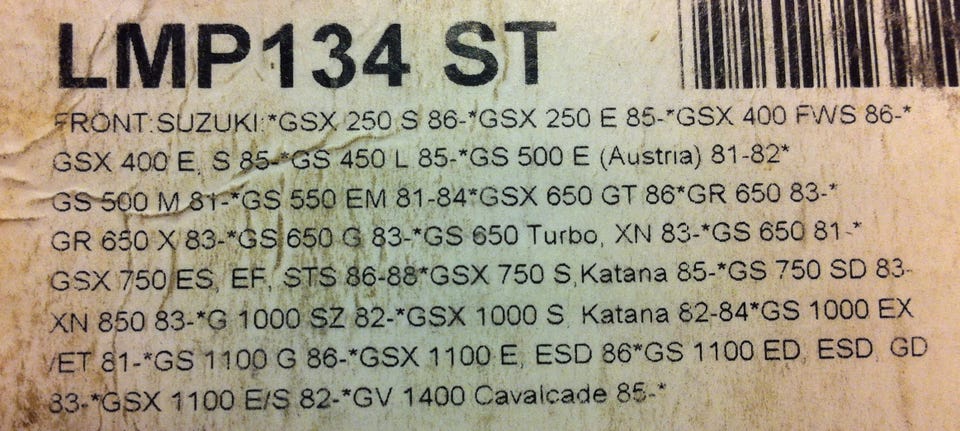 LMP134 ST
FRONT:SUZUKI:*GSX 250 S 86-*GSX 250 E 85-*GSX 400 FWS 86-*
GSX 400 E, S 85-*GS 450 L 85-*GS 500 E (Austria) 81-82*
GS 500 M 81-*GS 550 EM 81-84*GSX 650 GT 86*GR 650 83-*
GR 650 X 83-*GS 650 G 83-*GS 650 Turbo, XN 83-*GS 650 81-*
GSX 750 ES, EF, STS 86-88*GSX 750 S,Katana 85-*GS 750 SD 83-
XN 850 83-*G 1000 SZ 82-*GSX 1000 S, Katana 82-84*GS 1000 EX
/ET 81-*GS 1100 G 86-*GSX 1100 E, ESD 86*GS 1100 ED, ESD, GD
83-*GSX 1100 E/S 82-*GV 1400 Cavalcade 85-*